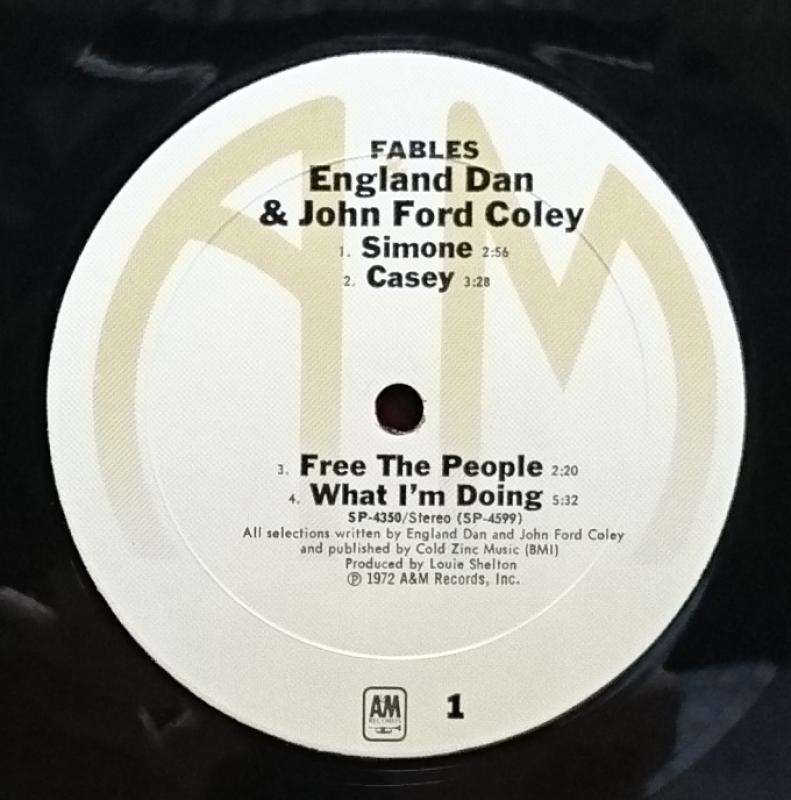 FABLES
England Dan
& John Ford Coley
1. Simone 2:56
2. Casey 3:28
3. Free The People 2:20
4. What I'm Doing 5:32
SP-4350/Stereo (SP-4599)
All selections written by England Dan and John Ford Coley
and published by Cold Zinc Music (BMI)
Produced by Louie Shelton
℗ 1972 A&M Records, Inc.
AM
RECORDS
1